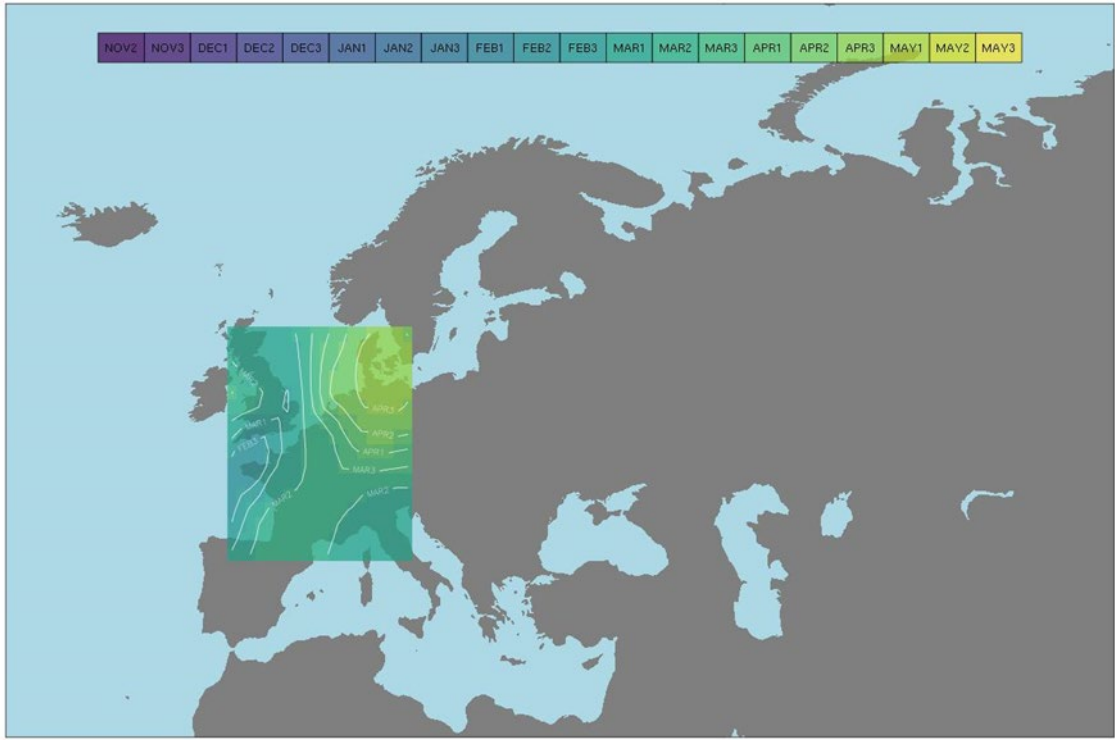 NOV2 NOV3 DEC1 DEC2 DEC3 JAN1 JAN2 JAN3 FEB1 FEB2 FEB3 MAR1 MAR2 MAR3 APR1 APR2 APR3 MAY1 MAY2 MAY3
APR3
MAR1
APR2
FEB3
APR1
MAR3
MAR2
MAR2